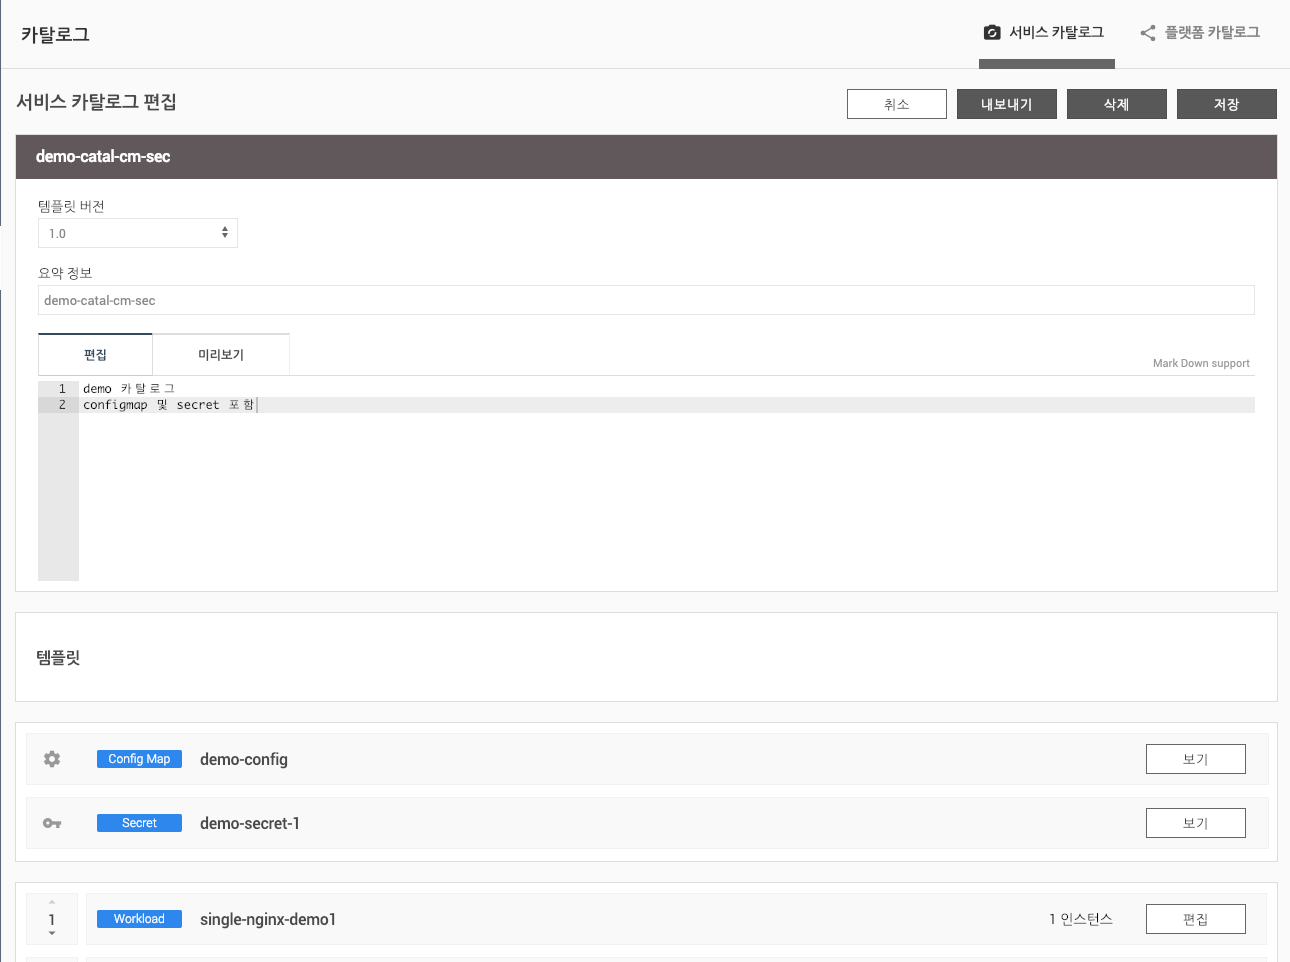 카탈로그
서비스 카탈로그
플랫폼 카탈로그
서비스 카탈로그 편집
취소
내보내기
삭제
저장
demo-catal-cm-sec
템플릿 버전
1.0
요약 정보
demo-catal-cm-sec
편집
미리보기
Mark Down support
1 demo 카탈로그
2 configmap 및 secret 포함
템플릿
Config Map
demo-config
보기
Secret
demo-secret-1
보기
1
Workload
single-nginx-demo1
1 인스턴스
편집